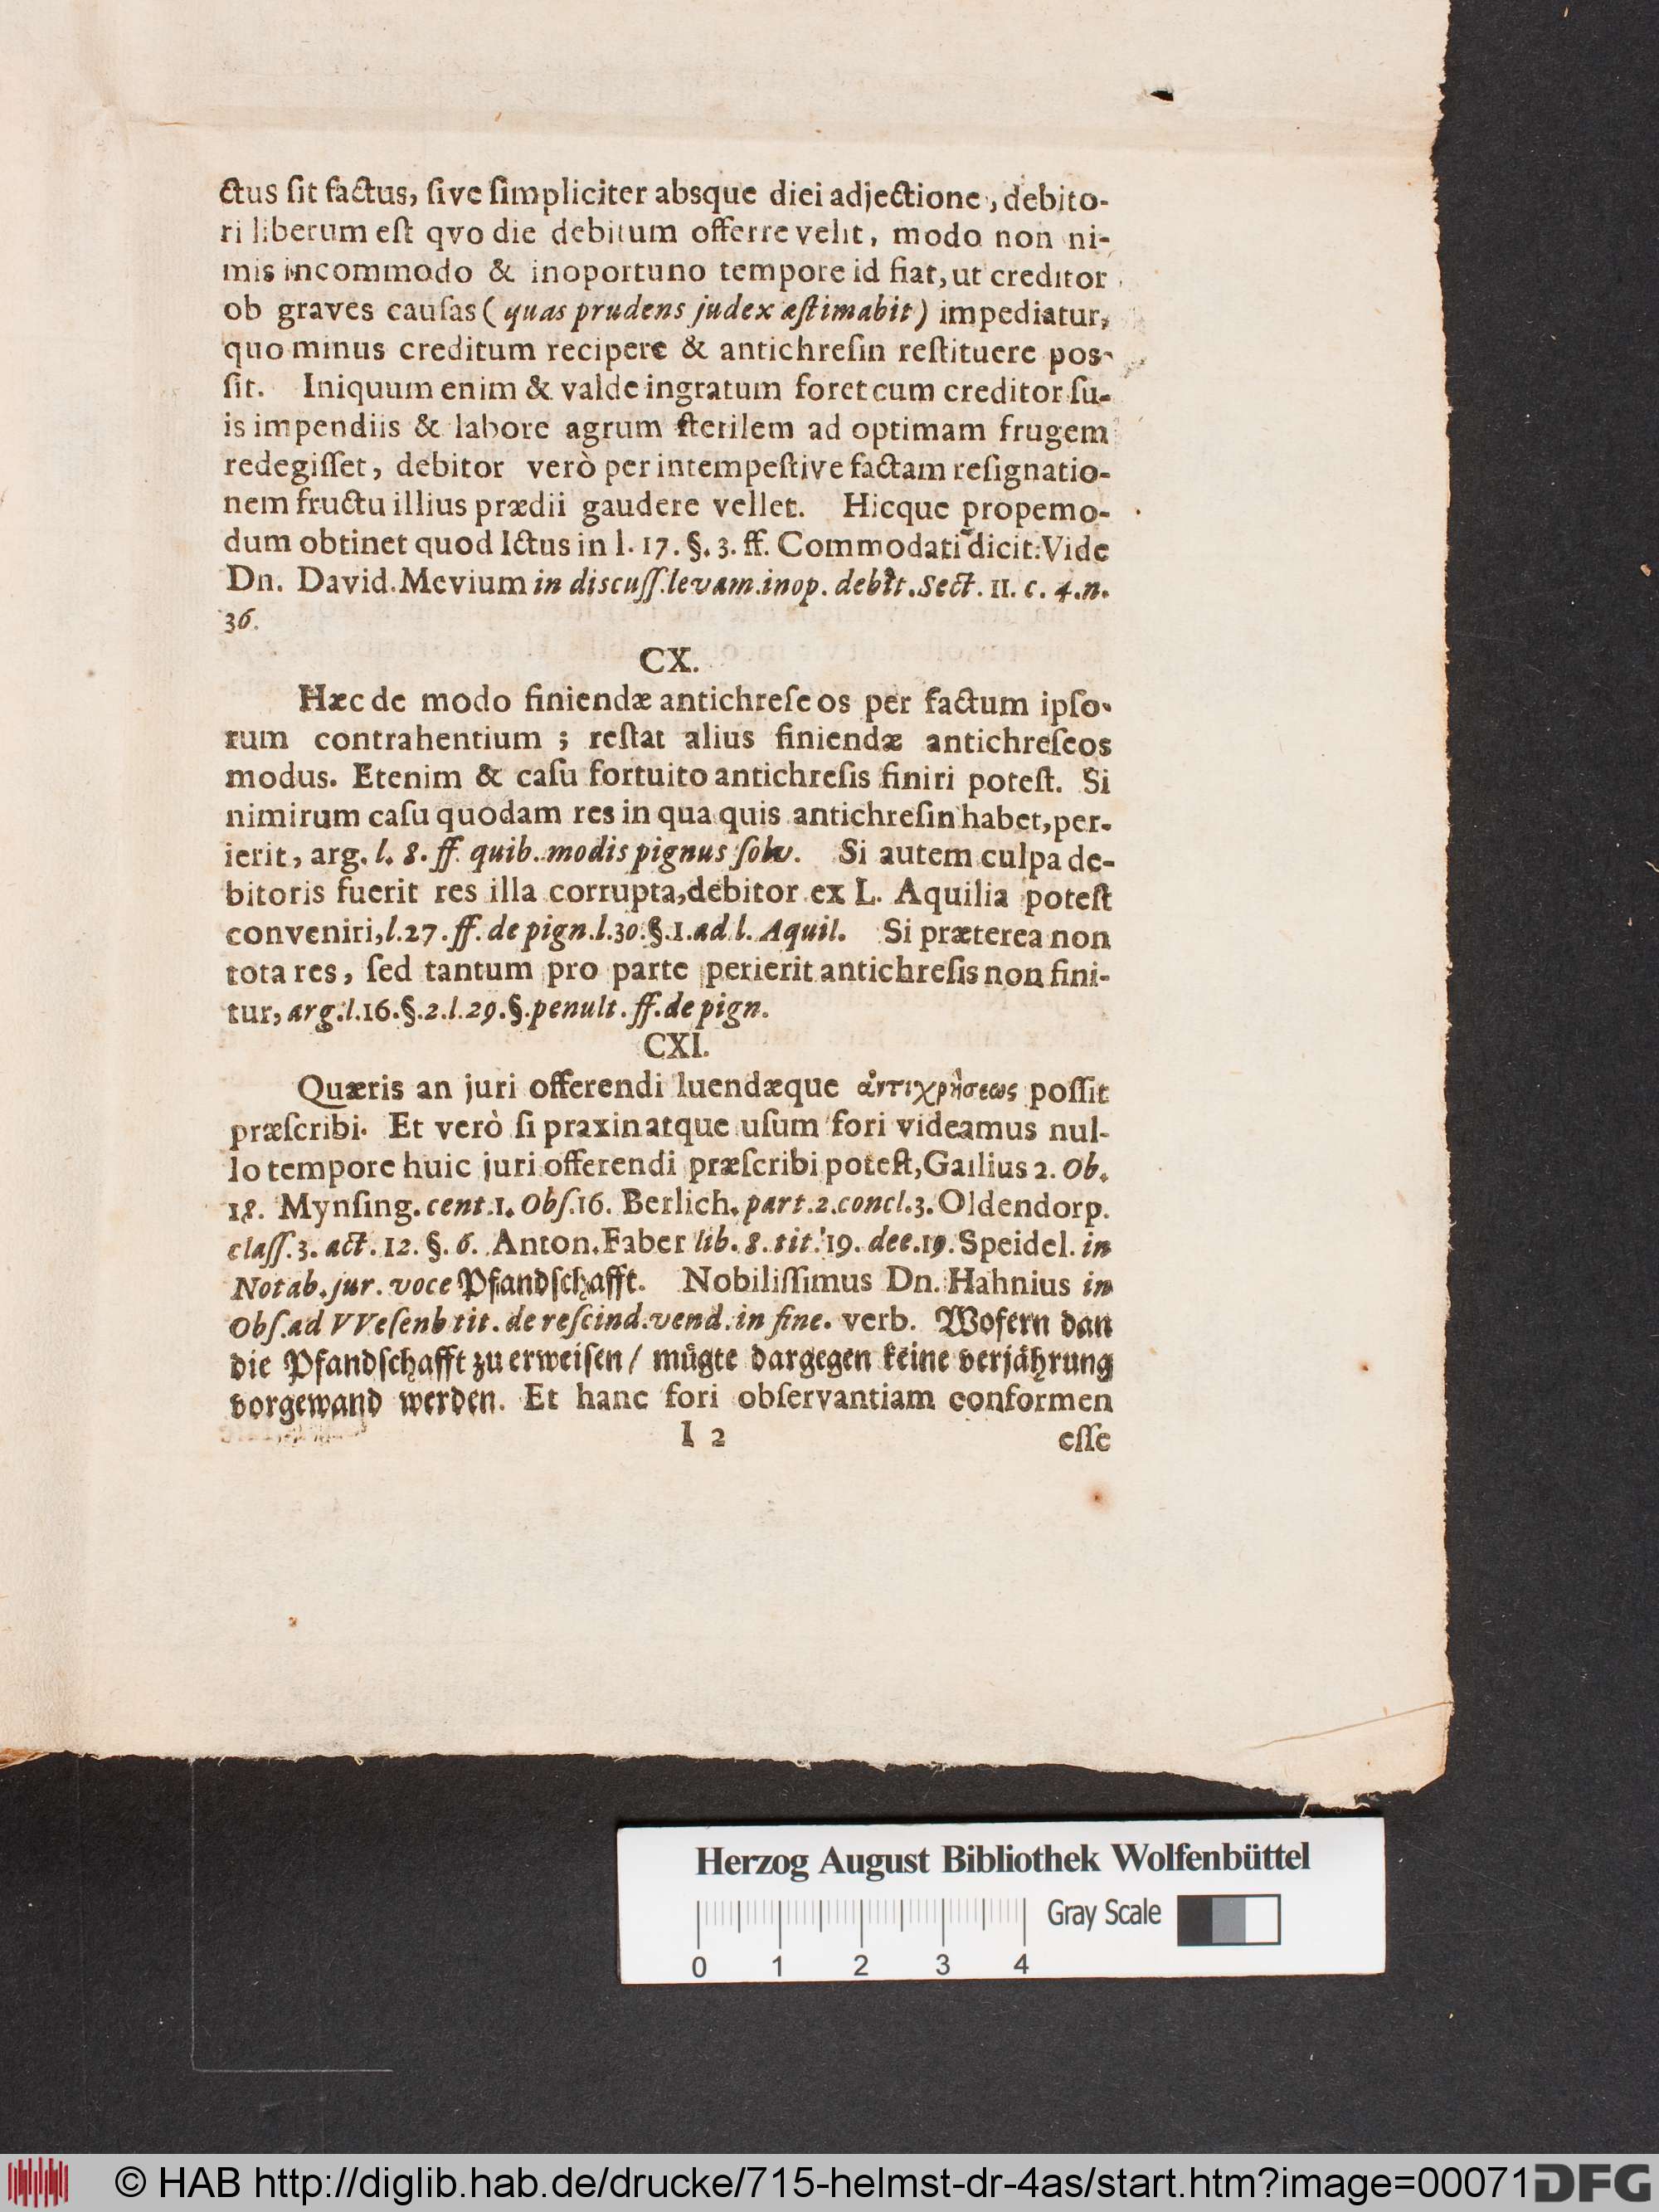 ctus ſit factus, ſive ſimpliciter absque diei adjectione, debito-
ri liberum eſt qvo die debitum offerre velit, modo non ni-
mis incommodo & inoportuno tempore id fiat, ut creditor
ob graves cauſas (quas prudens judex æſtimabit) impediatur,
quo minus creditum recipere & antichreſin reſtituere pos-
ſit. Iniquum enim & valde ingratum foret cum creditor ſu-
is impendiis & labore agrum ſterilem ad optimam frugem
redegiſſet, debitor verò per intempeſtive factam reſignatio-
nem fructu illius prædii gaudere vellet. Hicque propemo-
dum obtinet quod Ictus in l. 17. §. 3. ff. Commodati dicit: Vide
Dn. David. Mevium in discuſſ. levam. inop. debit. Sect. II. c. 4. n.
36.
CX.
Hæc de modo finiendæ antichreſeos per factum ipſo-
rum contrahentium ; reſtat alius finiendæ antichreſeos
modus. Etenim & caſu fortuito antichreſis finiri poteſt. Si
nimirum caſu quodam res in qua quis antichreſin habet, per-
ierit, arg. l. 8. ff. quib. modis pignus ſolv. Si autem culpa de-
bitoris fuerit res illa corrupta, debitor ex L. Aquilia poteſt
conveniri, l. 27. ff. de pign. l. 30. §. 1. ad l. Aquil. Si præterea non
tota res, ſed tantum pro parte perierit antichreſis non fini-
tur, arg. l. 16. §. 2. l. 29. §. penult. ff. de pign.
CXI.
Quæris an juri offerendi luendæque ἀντιχρήσεως poſſit
præſcribi. Et verò ſi praxin atque uſum fori videamus nul-
lo tempore huic juri offerendi præſcribi poteſt, Gailius 2. Ob.
18. Mynſing. cent. 1. Obſ. 16. Berlich. part. 2. concl. 3. Oldendorp.
claſſ. 3. act. 12. §. 6. Anton. Faber lib. 8. tit. 19. dee. 19. Speidel. in
Notab. jur. voce Pfandſchafft. Nobiliſſimus Dn. Hahnius in
Obſ. ad VVeſenb tit. de reſcind. vend. in fine. verb. Wofern dan
die Pfandſchafft zu erweiſen / můgte dargegen keine verjährung
vorgewand werden. Et hanc fori obſervantiam conformen
I 2 eſſe
Herzog August Bibliothek Wolfenbüttel
Gray Scale
0 1 2 3 4
© HAB http://diglib.hab.de/drucke/715-helmst-dr-4as/start.htm?image=00071 DFG